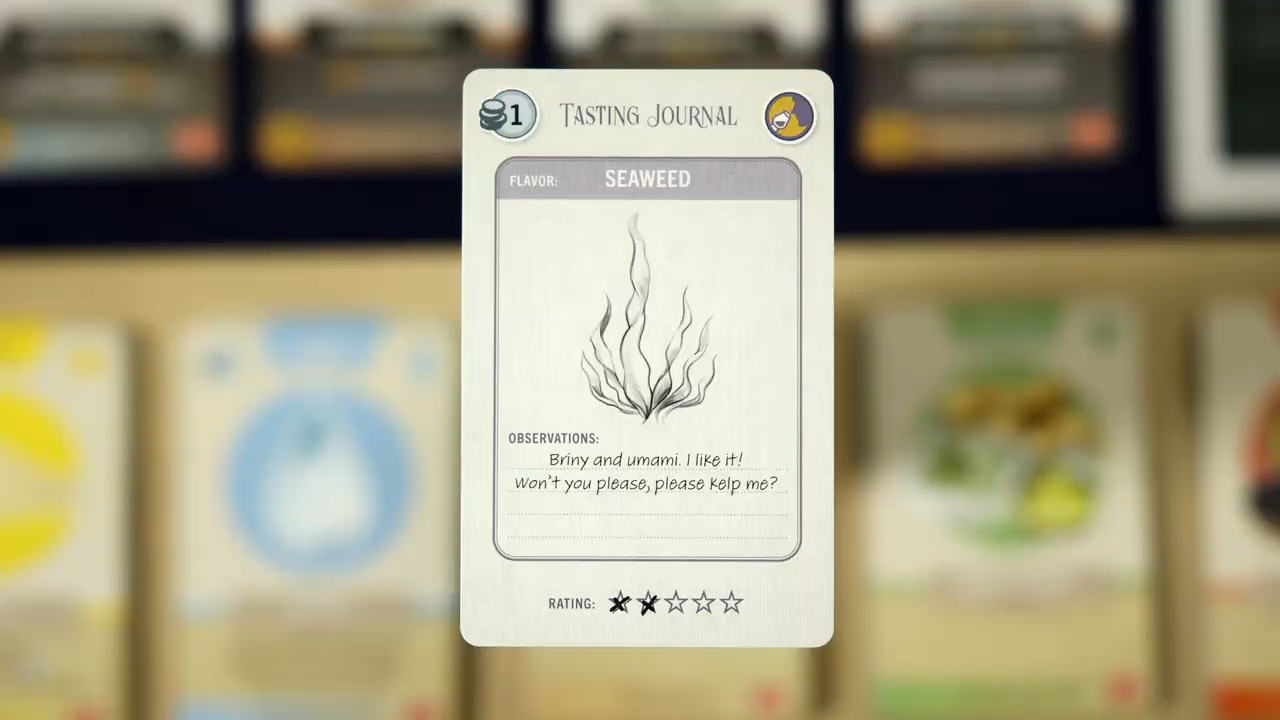 1
TASTING JOURNAL
FLAVOR: SEAWEED
OBSERVATIONS:
Briny and umami. I like it!
Won't you please, please kelp me?
RATING: